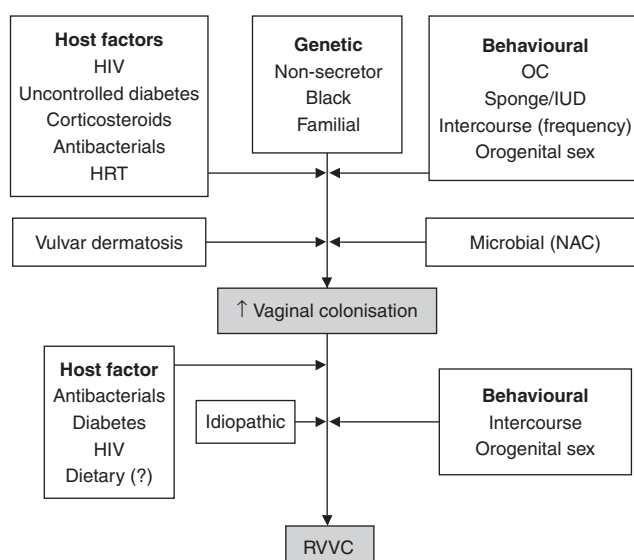 Host factors
HIV
Uncontrolled diabetes
Corticosteroids
Antibacterials
HRT
Genetic
Non-secretor
Black
Familial
Behavioural
OC
Sponge/IUD
Intercourse (frequency)
Orogenital sex
Vulvar dermatosis
Microbial (NAC)
↑ Vaginal colonisation
Host factor
Antibacterials
Diabetes
HIV
Dietary (?)
Idiopathic
Behavioural
Intercourse
Orogenital sex
RVVC